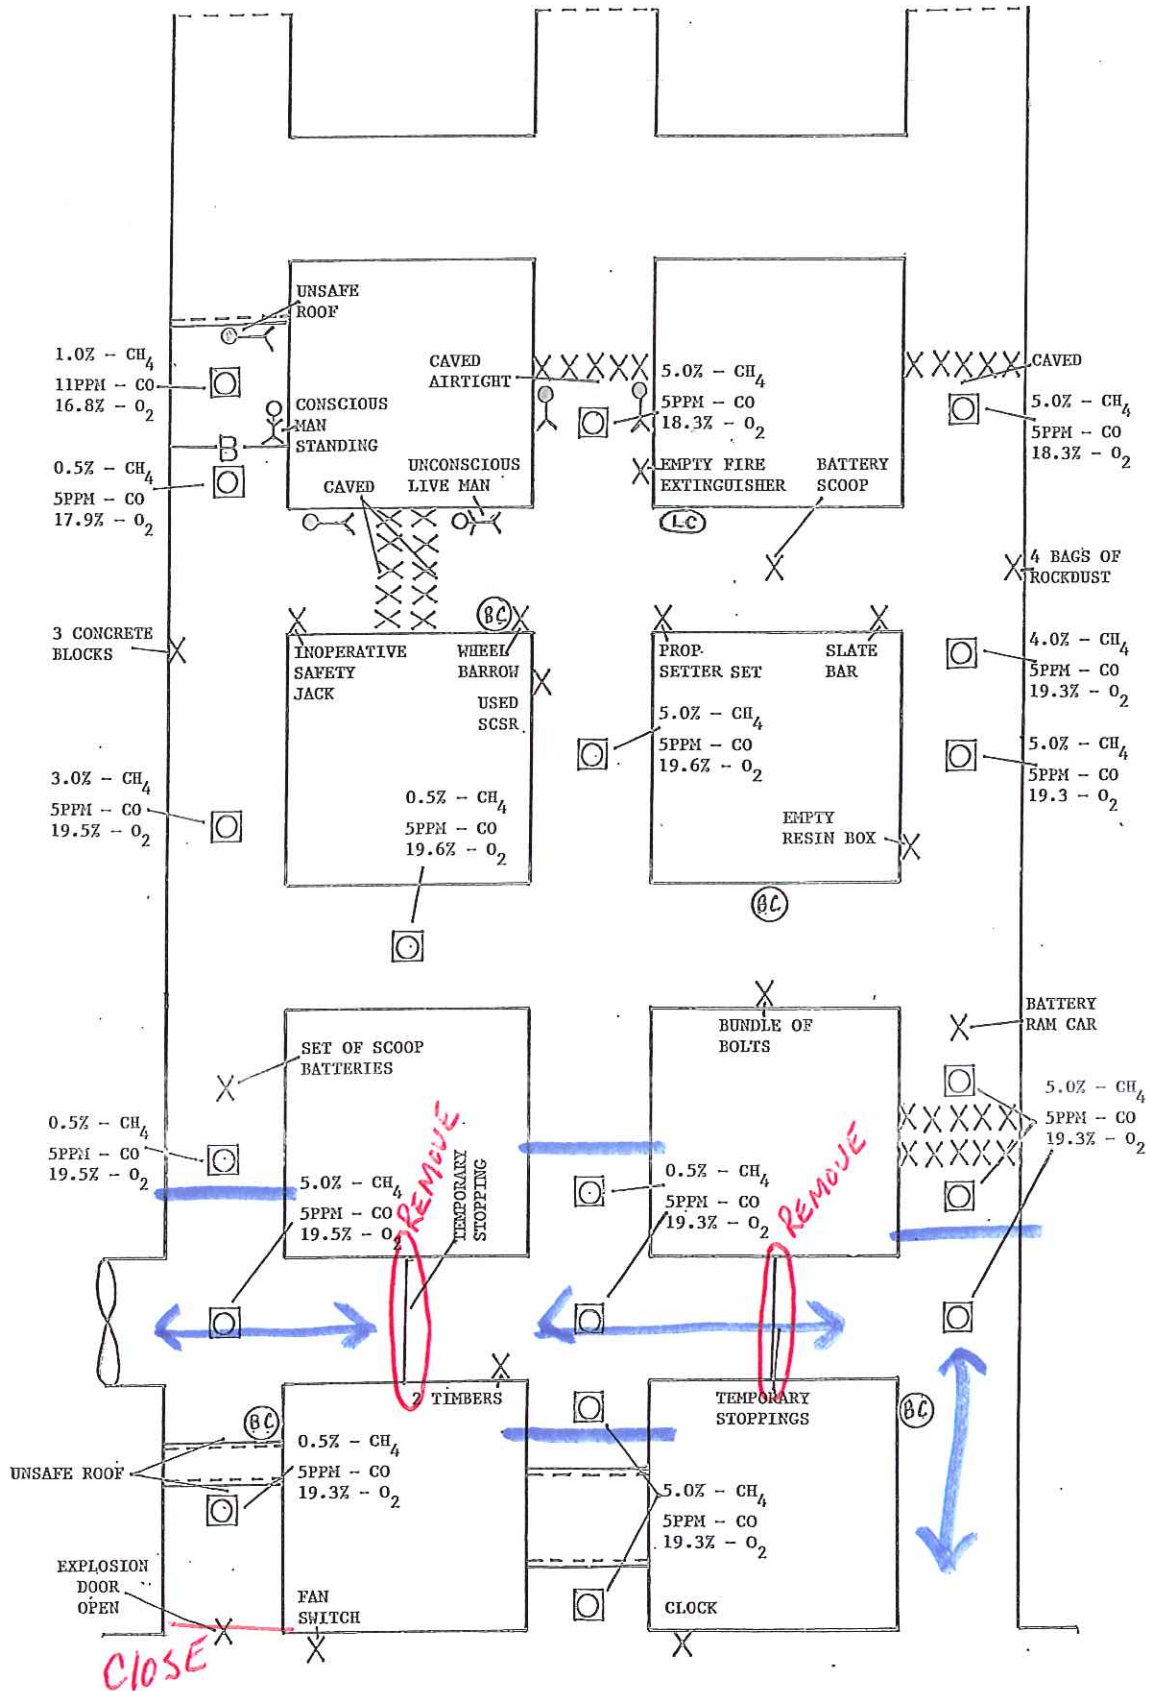 UNSAFE
ROOF
1.0% - CH4
11PPM - CO
16.8% - O2
CAVED
AIRTIGHT
5.0% - CH4
5PPM - CO
18.3% - O2
CAVED
5.0% - CH4
5PPM - CO
18.3% - O2
CONSCIOUS
MAN
STANDING
B
0.5% - CH4
5PPM - CO
17.9% - O2
CAVED
UNCONSCIOUS
LIVE MAN
EMPTY FIRE
EXTINGUISHER
BATTERY
SCOOP
LC
4 BAGS OF
ROCKDUST
3 CONCRETE
BLOCKS
INOPERATIVE
SAFETY
JACK
BC
WHEEL
BARROW
USED
SCSR
PROP-
SETTER SET
SLATE
BAR
4.0% - CH4
5PPM - CO
19.3% - O2
5.0% - CH4
5PPM - CO
19.6% - O2
5.0% - CH4
5PPM - CO
19.3 - O2
3.0% - CH4
5PPM - CO
19.5% - O2
0.5% - CH4
5PPM - CO
19.6% - O2
EMPTY
RESIN BOX
BC
BUNDLE OF
BOLTS
BATTERY
RAM CAR
SET OF SCOOP
BATTERIES
5.0% - CH4
5PPM - CO
19.3% - O2
0.5% - CH4
5PPM - CO
19.5% - O2
5.0% - CH4
5PPM - CO
19.5% - O2
REMOVE
TEMPORARY
STOPPING
0.5% - CH4
5PPM - CO
19.3% - O2
REMOVE
2 TIMBERS
TEMPORARY
STOPPINGS
BC
BC
UNSAFE ROOF
0.5% - CH4
5PPM - CO
19.3% - O2
5.0% - CH4
5PPM - CO
19.3% - O2
EXPLOSION
DOOR
OPEN
FAN
SWITCH
CLOCK
ClOSE